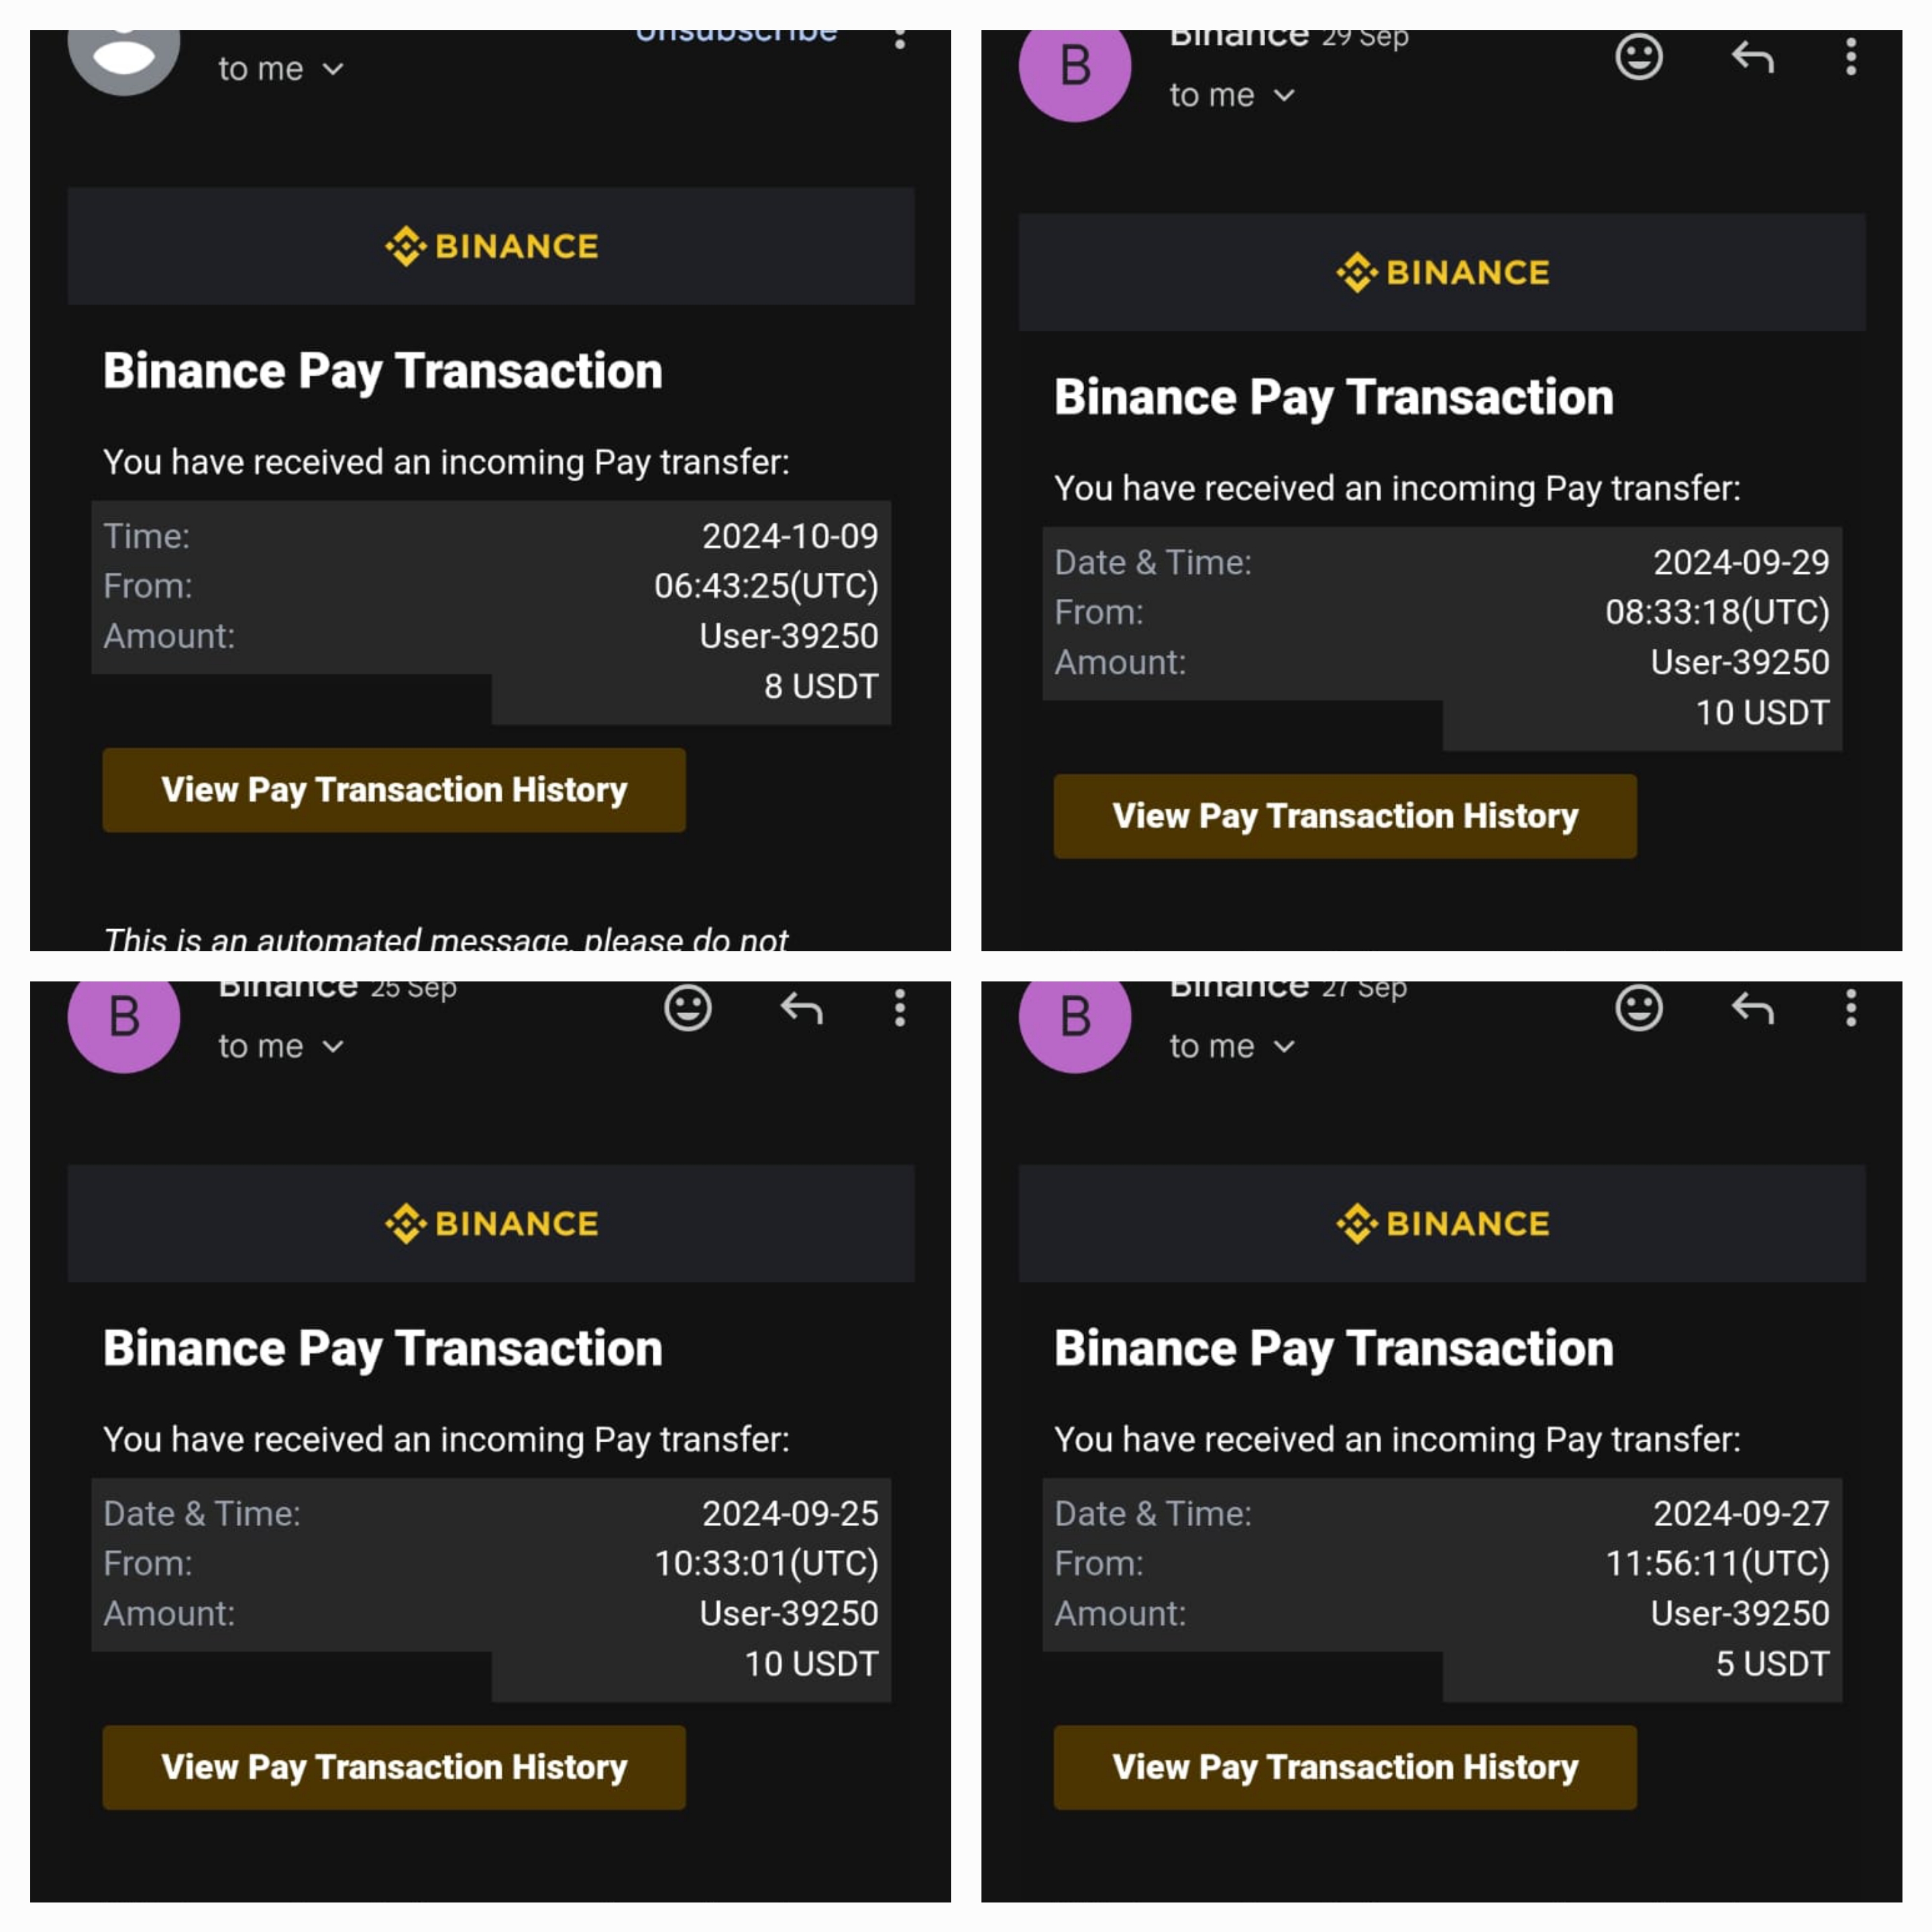 Unsubscribe
to me
BINANCE
Binance Pay Transaction
You have received an incoming Pay transfer:
Time: 2024-10-09
From: 06:43:25(UTC)
Amount: User-39250
8 USDT
View Pay Transaction History
This is an automated message, please do not
B
Binance 29 Sep
to me
BINANCE
Binance Pay Transaction
You have received an incoming Pay transfer:
Date & Time: 2024-09-29
From: 08:33:18(UTC)
Amount: User-39250
10 USDT
View Pay Transaction History
B
Binance 25 Sep
to me
BINANCE
Binance Pay Transaction
You have received an incoming Pay transfer:
Date & Time: 2024-09-25
From: 10:33:01(UTC)
Amount: User-39250
10 USDT
View Pay Transaction History
B
Binance 27 Sep
to me
BINANCE
Binance Pay Transaction
You have received an incoming Pay transfer:
Date & Time: 2024-09-27
From: 11:56:11(UTC)
Amount: User-39250
5 USDT
View Pay Transaction History